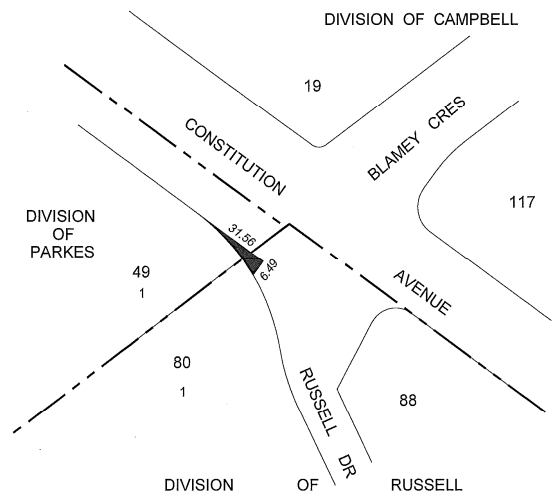 DIVISION OF CAMPBELL
19
CONSTITUTION
BLAMEY CRES
117
DIVISION
OF
PARKES
31.56
6.49
49
1
AVENUE
80
1
RUSSELL DR
88
DIVISION OF RUSSELL